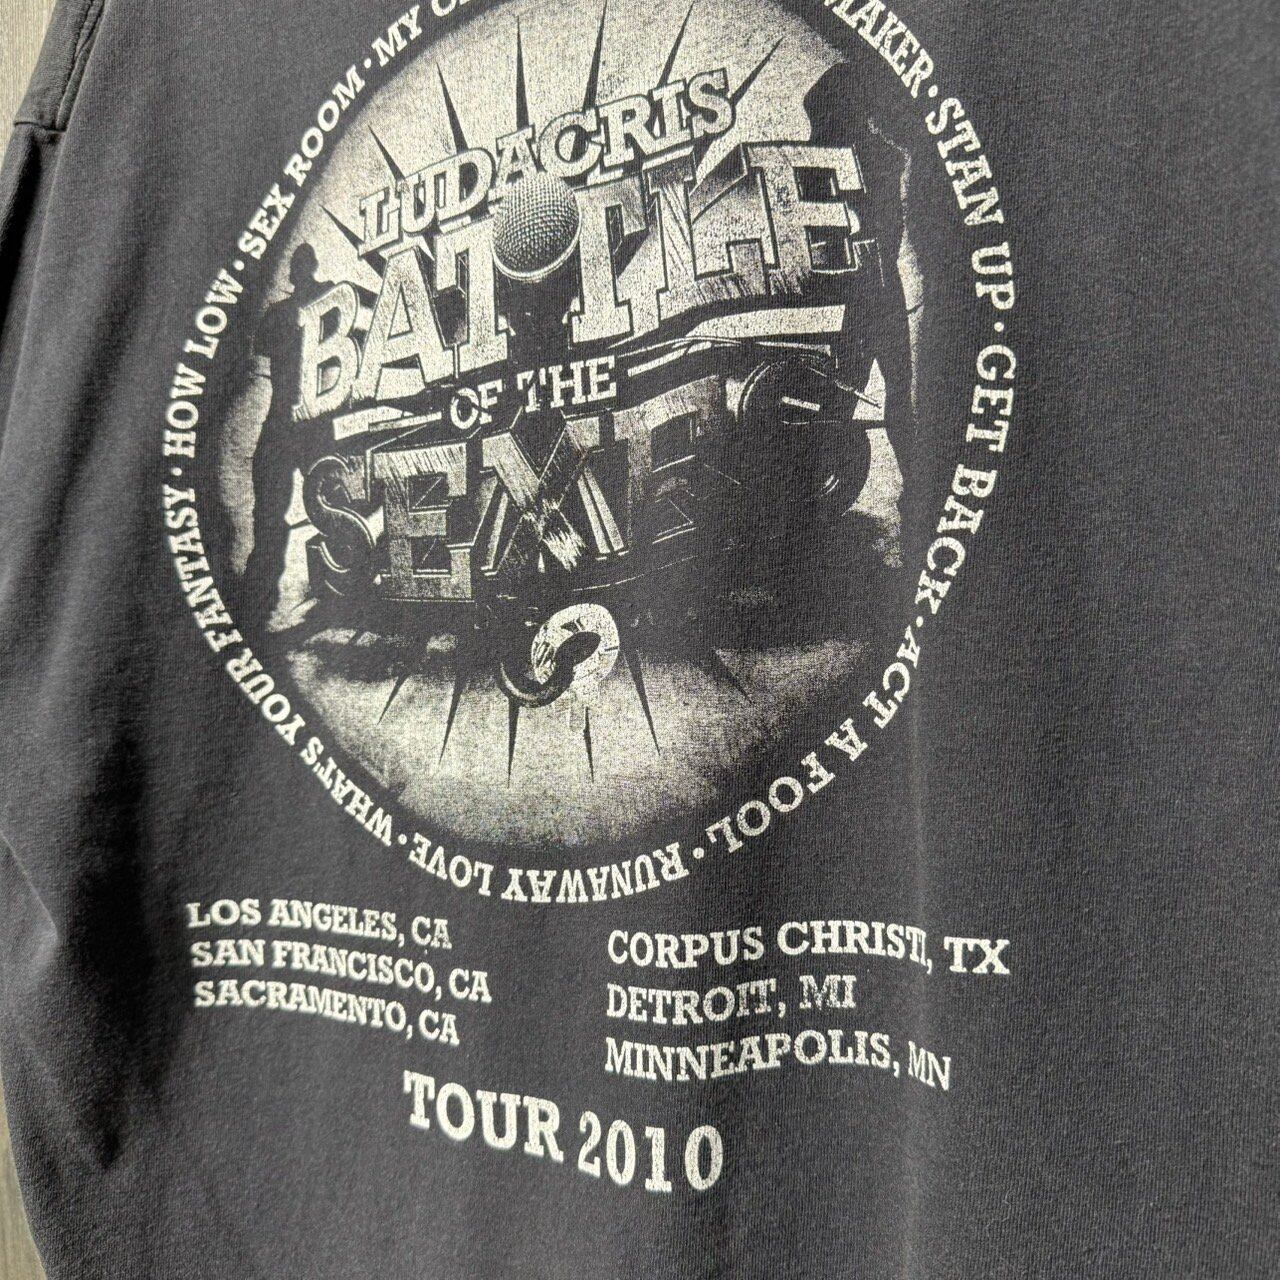 SEX ROOM · MY
MAKER · STAN UP · GET BACK · ACT A FOOL · RUNAWAY LOVE · WHAT'S YOUR FANTASY · HOW LOW ·
LUDACRIS
BATTLE
OF THE
SEXES
LOS ANGELES, CA
SAN FRANCISCO, CA
SACRAMENTO, CA
CORPUS CHRISTI, TX
DETROIT, MI
MINNEAPOLIS, MN
TOUR 2010